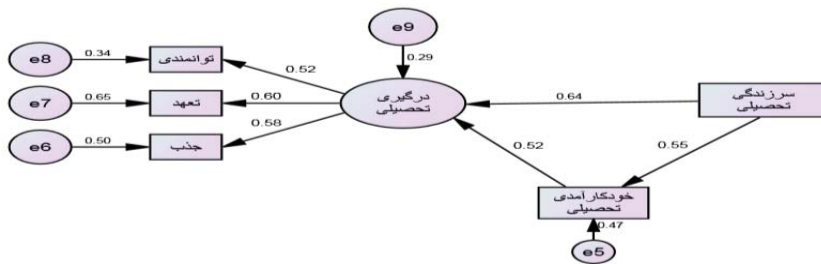 e9
0.29
e8
0.34
توانمندی
0.52
e7
0.65
تعهد
0.60
درگیری
تحصیلی
0.64
سرزندگی
تحصیلی
e6
0.50
جذب
0.58
0.52
0.55
خودکارآمدی
تحصیلی
0.47
e5